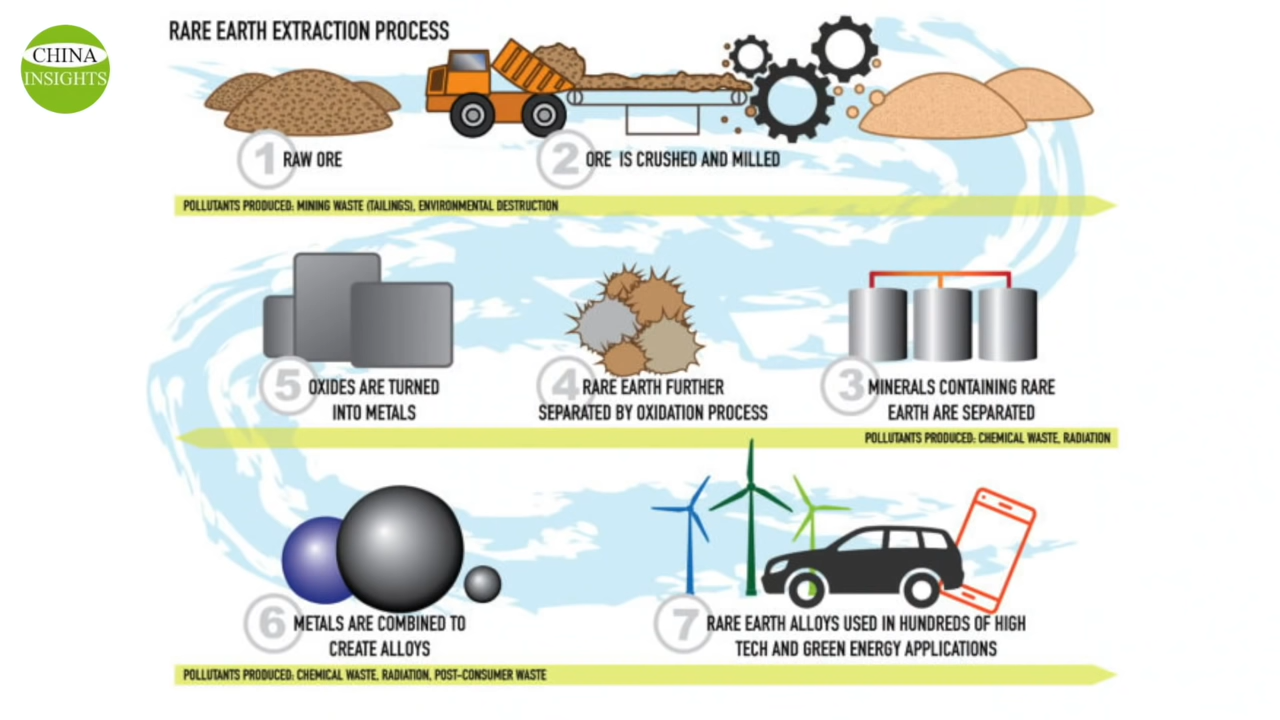 CHINA
INSIGHTS
RARE EARTH EXTRACTION PROCESS
1 RAW ORE
2 ORE IS CRUSHED AND MILLED
POLLUTANTS PRODUCED: MINING WASTE (TAILINGS), ENVIRONMENTAL DESTRUCTION
3 MINERALS CONTAINING RARE
EARTH ARE SEPARATED
4 RARE EARTH FURTHER
SEPARATED BY OXIDATION PROCESS
5 OXIDES ARE TURNED
INTO METALS
POLLUTANTS PRODUCED: CHEMICAL WASTE, RADIATION
6 METALS ARE COMBINED TO
CREATE ALLOYS
7 RARE EARTH ALLOYS USED IN HUNDREDS OF HIGH
TECH AND GREEN ENERGY APPLICATIONS
POLLUTANTS PRODUCED: CHEMICAL WASTE, RADIATION, POST-CONSUMER WASTE